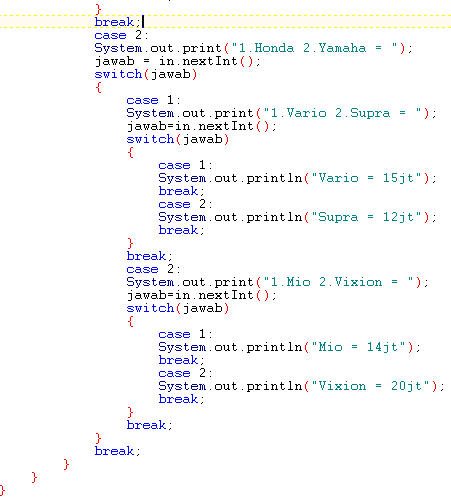 }
break;
case 2:
System.out.print("1.Honda 2.Yamaha = ");
jawab = in.nextInt();
switch(jawab)
{
case 1:
System.out.print("1.Vario 2.Supra = ");
jawab=in.nextInt();
switch(jawab)
{
case 1:
System.out.println("Vario = 15jt");
break;
case 2:
System.out.println("Supra = 12jt");
break;
}
break;
case 2:
System.out.print("1.Mio 2.Vixion = ");
jawab=in.nextInt();
switch(jawab)
{
case 1:
System.out.println("Mio = 14jt");
break;
case 2:
System.out.println("Vixion = 20jt");
break;
}
break;
}
break;
}
}
}